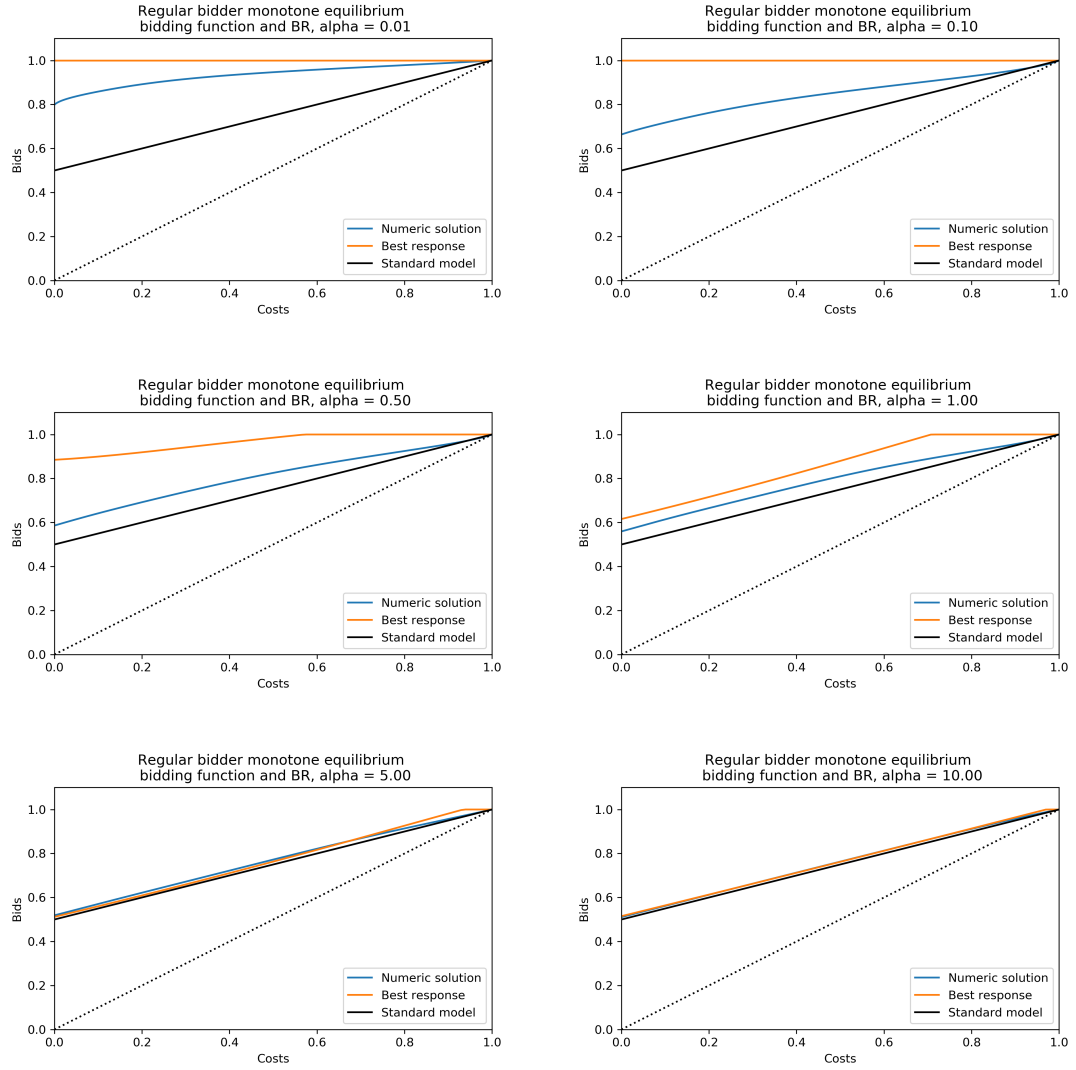 Regular bidder monotone equilibrium
bidding function and BR, alpha = 0.01
1.0
0.8
0.6
0.4
0.2
0.0
Bids
Numeric solution
Best response
Standard model
0.0 0.2 0.4 0.6 0.8 1.0
Costs
Regular bidder monotone equilibrium
bidding function and BR, alpha = 0.10
1.0
0.8
0.6
0.4
0.2
0.0
Bids
Numeric solution
Best response
Standard model
0.0 0.2 0.4 0.6 0.8 1.0
Costs
Regular bidder monotone equilibrium
bidding function and BR, alpha = 0.50
1.0
0.8
0.6
0.4
0.2
0.0
Bids
Numeric solution
Best response
Standard model
0.0 0.2 0.4 0.6 0.8 1.0
Costs
Regular bidder monotone equilibrium
bidding function and BR, alpha = 1.00
1.0
0.8
0.6
0.4
0.2
0.0
Bids
Numeric solution
Best response
Standard model
0.0 0.2 0.4 0.6 0.8 1.0
Costs
Regular bidder monotone equilibrium
bidding function and BR, alpha = 5.00
1.0
0.8
0.6
0.4
0.2
0.0
Bids
Numeric solution
Best response
Standard model
0.0 0.2 0.4 0.6 0.8 1.0
Costs
Regular bidder monotone equilibrium
bidding function and BR, alpha = 10.00
1.0
0.8
0.6
0.4
0.2
0.0
Bids
Numeric solution
Best response
Standard model
0.0 0.2 0.4 0.6 0.8 1.0
Costs